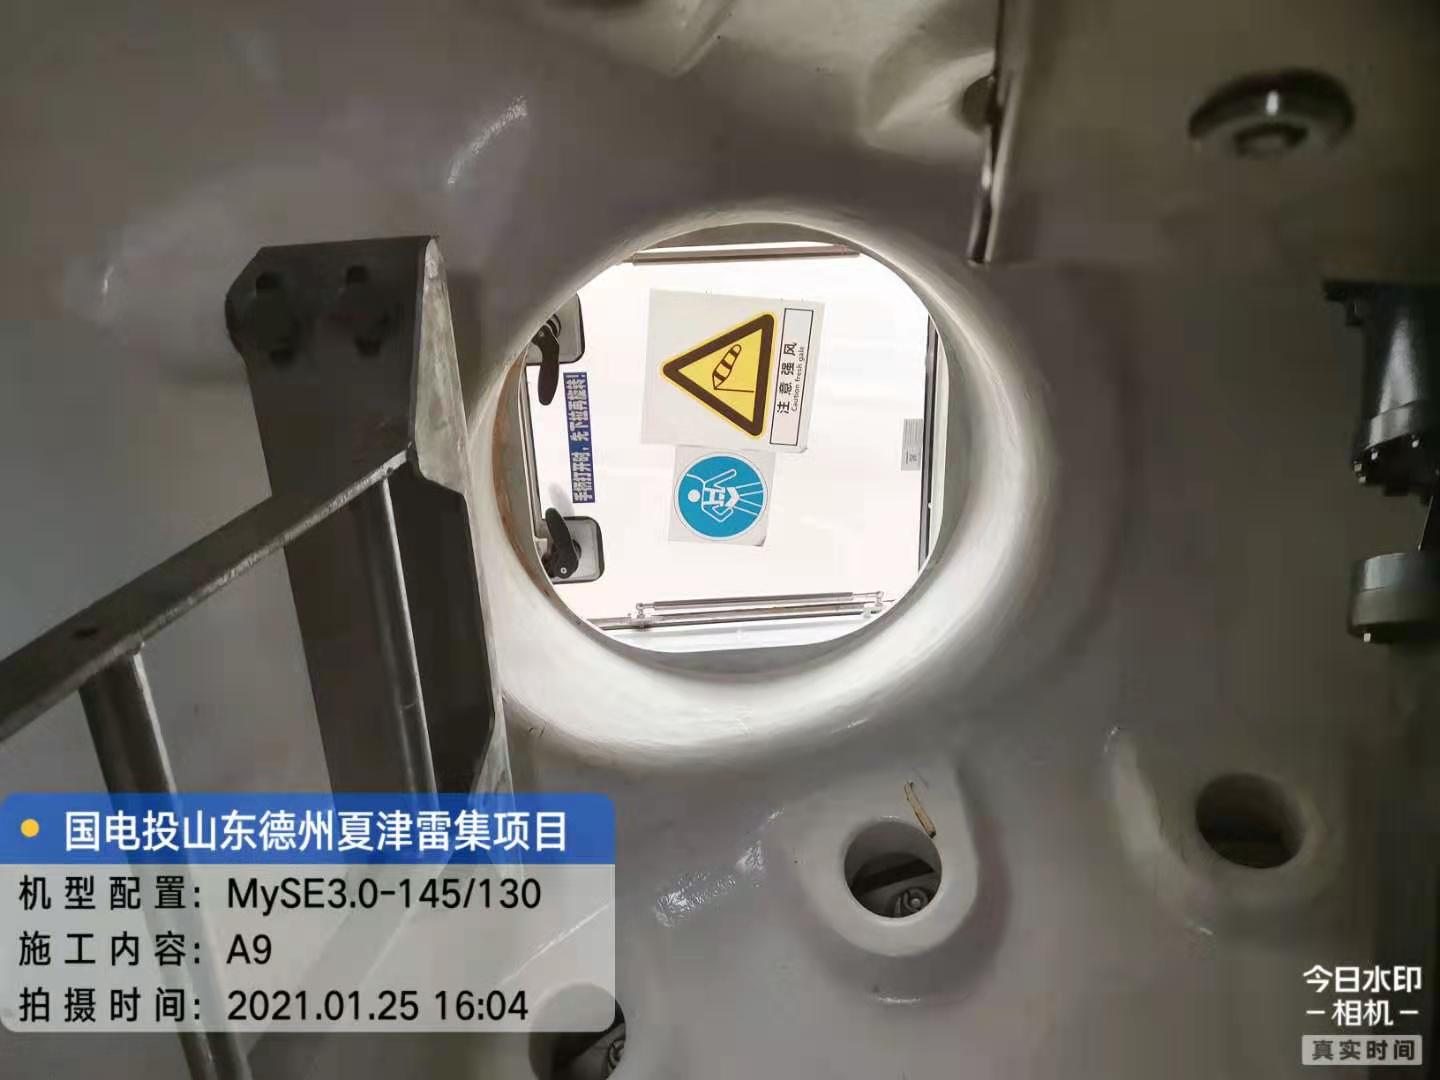 注意强风
Caution fresh gale
手柄打开时，先下拉再旋转！
国电投山东德州夏津雷集项目
机型配置：MySE3.0-145/130
施工内容：A9
拍摄时间：2021.01.25 16:04
今日水印
-相机-
真实时间